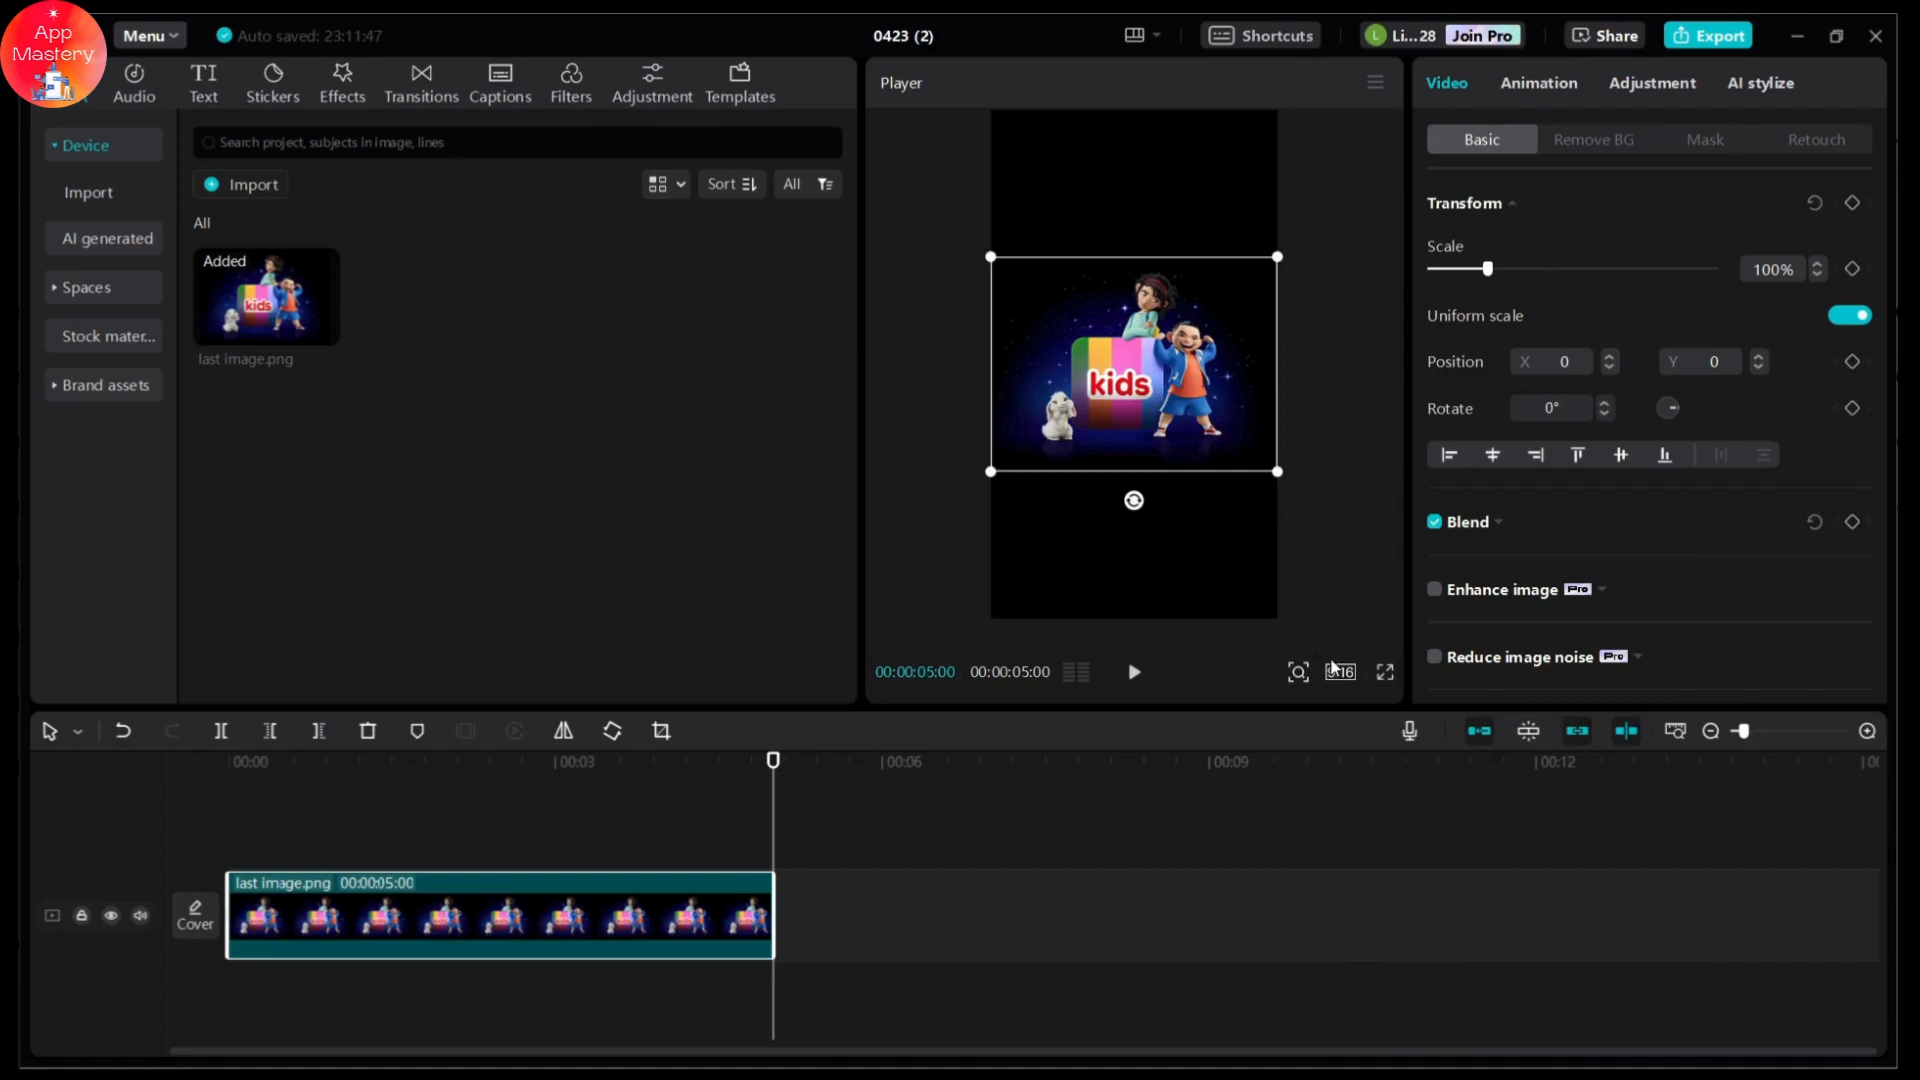 App
Mastery
Menu
Auto saved: 23:11:47
0423 (2)
Shortcuts
L
Li...28
Join Pro
Share
Export
Audio
Text
Stickers
Effects
Transitions
Captions
Filters
Adjustment
Templates
Device
Import
AI generated
Spaces
Stock mater...
Brand assets
Search project, subjects in image, lines
Import
Sort
All
All
Added
kids
last image.png
Player
kids
00:00:05:00
00:00:05:00
9:16
Video
Animation
Adjustment
AI stylize
Basic
Remove BG
Mask
Retouch
Transform
Scale
100%
Uniform scale
Position
X
0
Y
0
Rotate
0°
Blend
Enhance image
Pro
Reduce image noise
Pro
00:00
00:03
00:06
00:09
00:12
Cover
last image.png 00:00:05:00